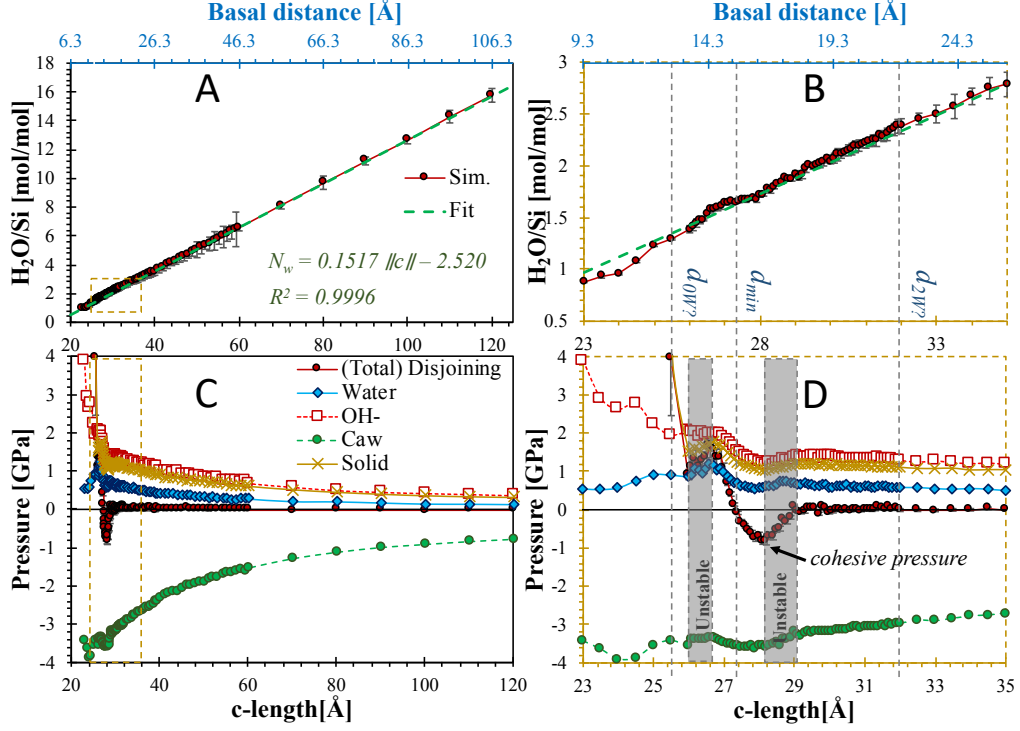 Basal distance [Å]
6.3 26.3 46.3 66.3 86.3 106.3
A
H2O/Si [mol/mol]
18
16
14
12
10
8
6
4
2
0
Sim.
Fit
N_w = 0.1517 ‖c‖ – 2.520
R² = 0.9996
20 40 60 80 100 120
Basal distance [Å]
9.3 14.3 19.3 24.3
B
H2O/Si [mol/mol]
3
2.5
2
1.5
1
0.5
d0W?
dmin
d2W?
23 28 33
C
Pressure [GPa]
4
3
2
1
0
-1
-2
-3
-4
(Total) Disjoining
Water
OH-
Caw
Solid
20 40 60 80 100 120
c-length[Å]
D
Pressure [GPa]
4
3
2
1
0
-1
-2
-3
-4
cohesive pressure
Unstable
Unstable
23 25 27 29 31 33 35
c-length[Å]